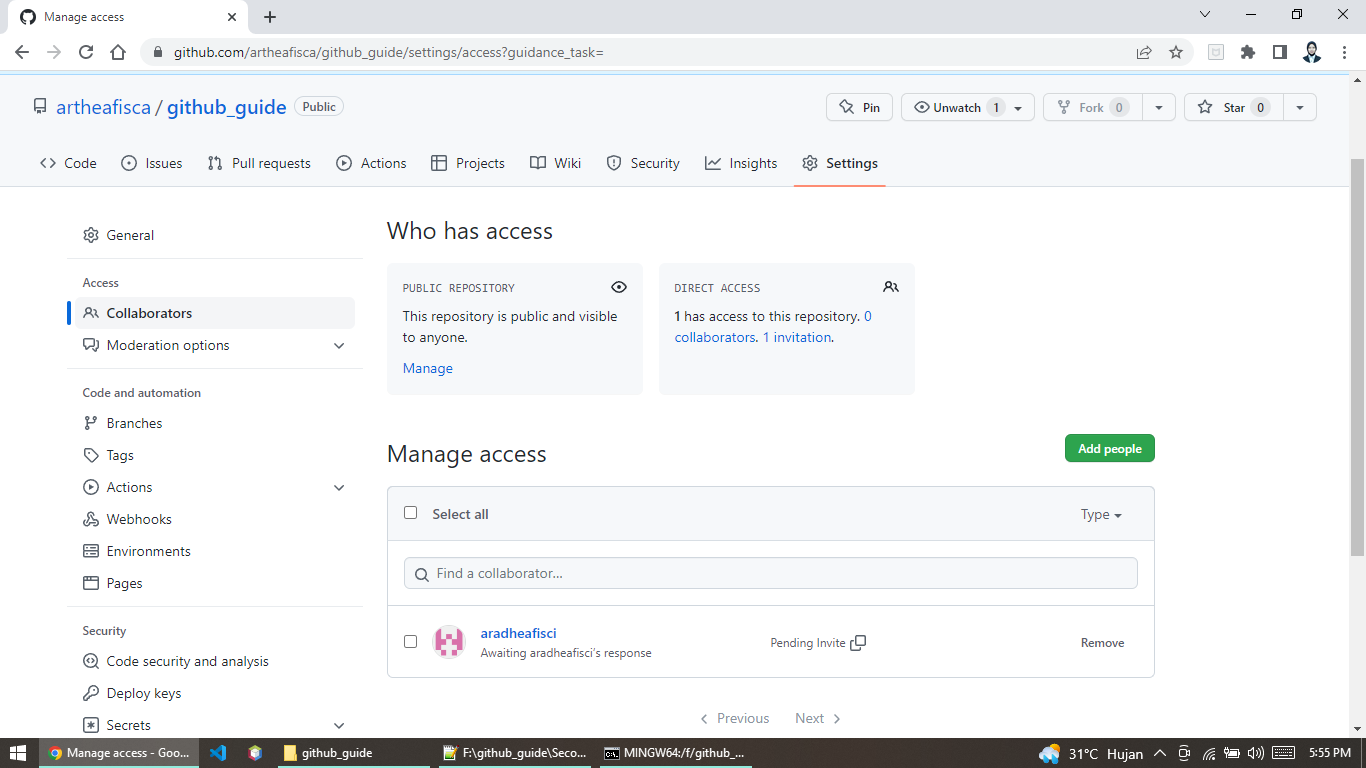 Manage access
github.com/artheafisca/github_guide/settings/access?guidance_task=
artheafisca / github_guide Public
Pin
Unwatch 1
Fork 0
Star 0
Code
Issues
Pull requests
Actions
Projects
Wiki
Security
Insights
Settings
General
Access
Collaborators
Moderation options
Code and automation
Branches
Tags
Actions
Webhooks
Environments
Pages
Security
Code security and analysis
Deploy keys
Secrets
Who has access
PUBLIC REPOSITORY
This repository is public and visible
to anyone.
Manage
DIRECT ACCESS
1 has access to this repository. 0
collaborators. 1 invitation.
Manage access
Add people
Select all
Type
Find a collaborator...
aradheafisci
Awaiting aradheafisci's response
Pending Invite
Remove
Previous
Next
Manage access - Goo...
github_guide
F:\github_guide\Seco...
MINGW64:/f/github_...
31°C Hujan
5:55 PM